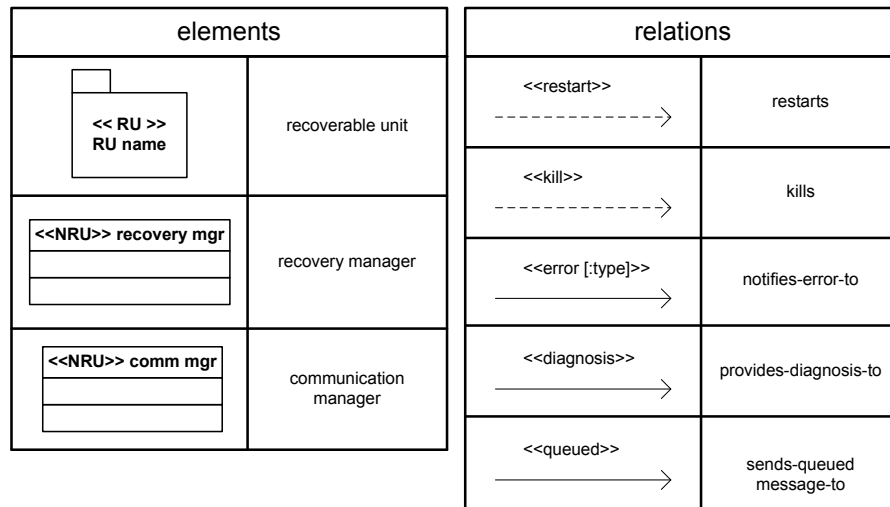 elements
<< RU >>
RU name
recoverable unit
<<NRU>> recovery mgr
recovery manager
<<NRU>> comm mgr
communication
manager
relations
<<restart>>
restarts
<<kill>>
kills
<<error [:type]>>
notifies-error-to
<<diagnosis>>
provides-diagnosis-to
<<queued>>
sends-queued
message-to